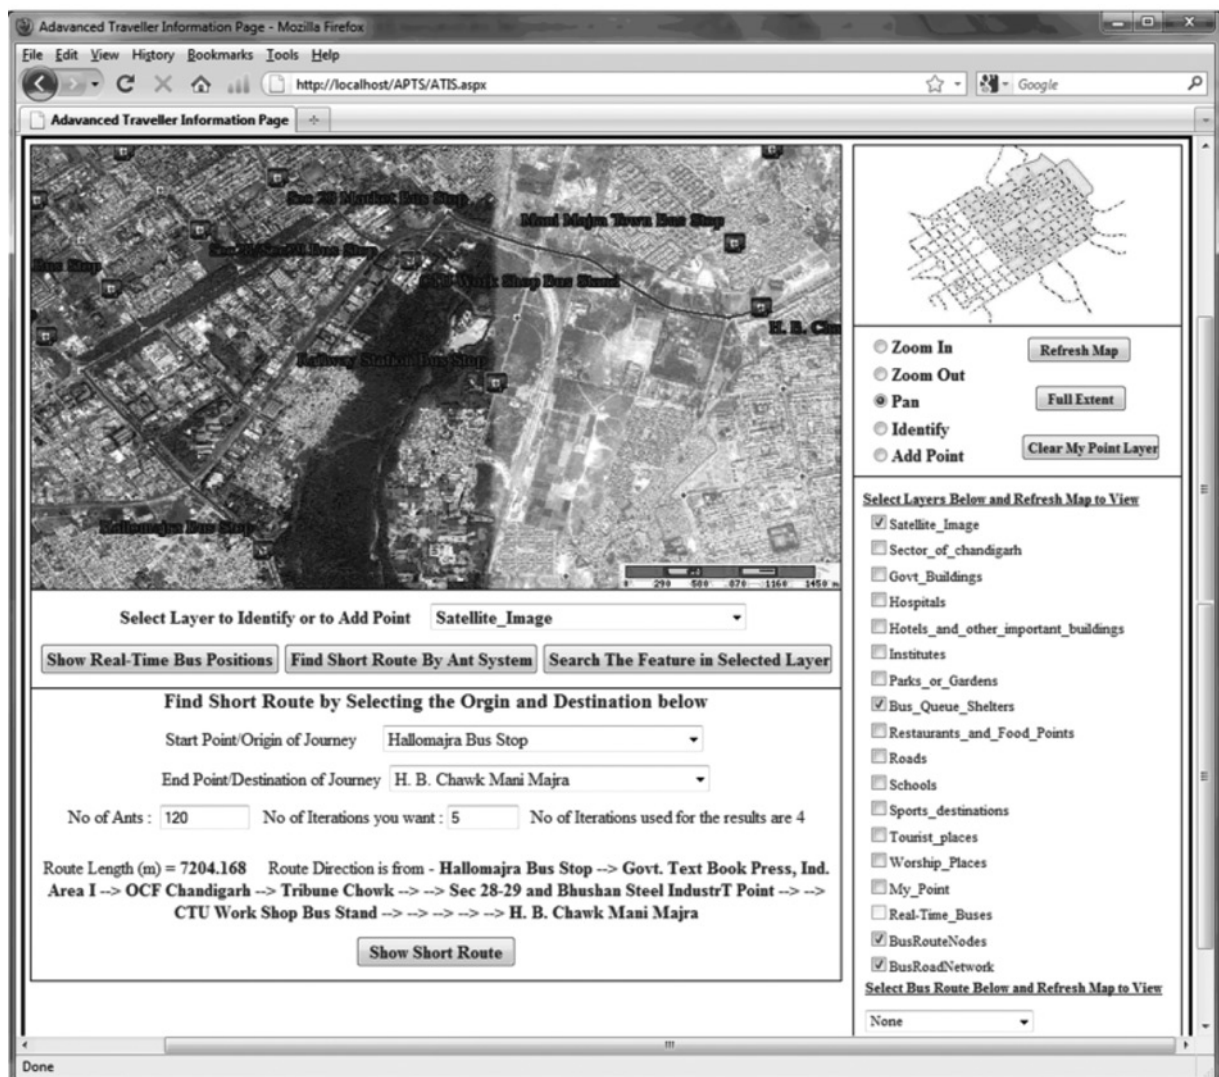 Adavanced Traveller Information Page - Mozilla Firefox
File Edit View History Bookmarks Tools Help
http://localhost/APTS/ATIS.aspx
Google
Adavanced Traveller Information Page
Sec 28 Market Bus Stop
Mani Majra Town Bus Stop
Bus Stop
Bus Stop
CTU Work Shop Bus Stand
H. B. Cha
Railway Station Bus Stop
Hallomajra Bus Stop
0 290 580 870 1160 1450 m
Zoom In
Refresh Map
Zoom Out
Pan
Full Extent
Identify
Add Point
Clear My Point Layer
Select Layers Below and Refresh Map to View
Satellite_Image
Sector_of_chandigarh
Govt_Buildings
Hospitals
Hotels_and_other_important_buildings
Institutes
Parks_or_Gardens
Bus_Queue_Shelters
Restaurants_and_Food_Points
Roads
Schools
Sports_destinations
Tourist_places
Worship_Places
My_Point
Real-Time_Buses
BusRouteNodes
BusRoadNetwork
Select Bus Route Below and Refresh Map to View
None
Select Layer to Identify or to Add Point Satellite_Image
Show Real-Time Bus Positions Find Short Route By Ant System Search The Feature in Selected Layer
Find Short Route by Selecting the Orgin and Destination below
Start Point/Origin of Journey Hallomajra Bus Stop
End Point/Destination of Journey H. B. Chawk Mani Majra
No of Ants : 120 No of Iterations you want : 5 No of Iterations used for the results are 4
Route Length (m) = 7204.168 Route Direction is from - Hallomajra Bus Stop --> Govt. Text Book Press, Ind.
Area I --> OCF Chandigarh --> Tribune Chowk --> --> Sec 28-29 and Bhushan Steel IndustrT Point --> -->
CTU Work Shop Bus Stand --> --> --> --> --> H. B. Chawk Mani Majra
Show Short Route
Done